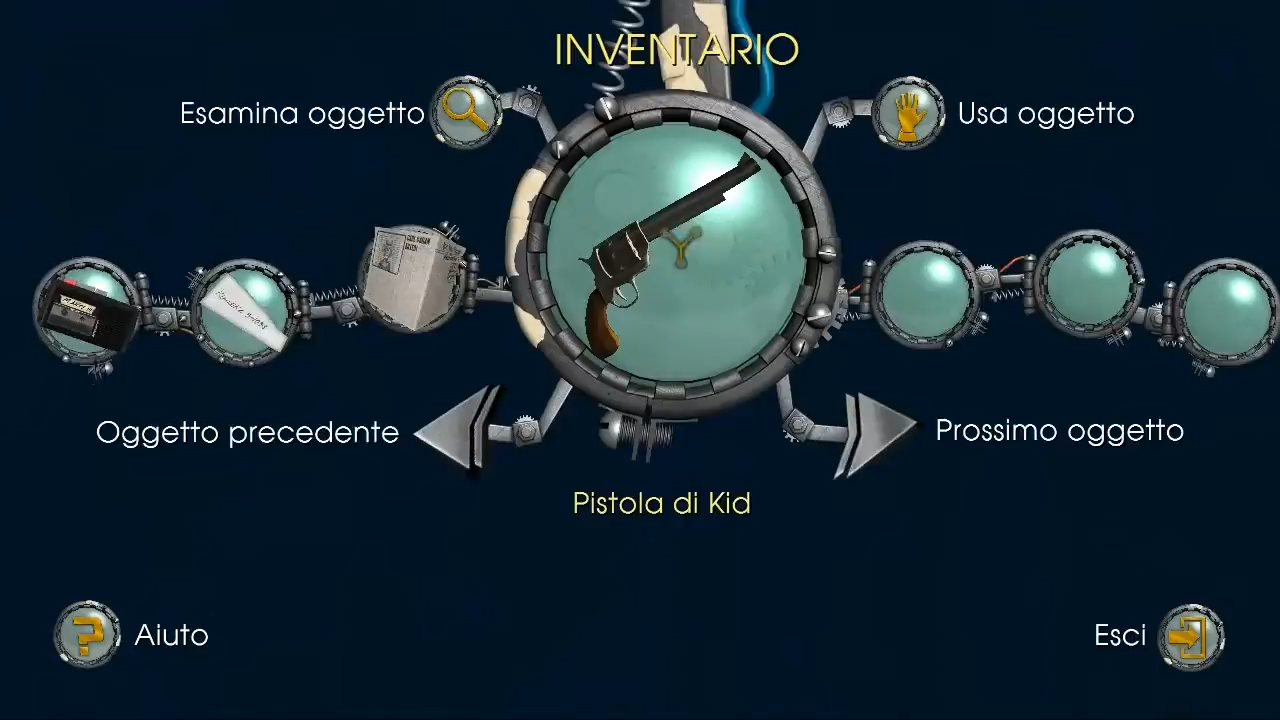 INVENTARIO
Esamina oggetto
Usa oggetto
Oggetto precedente
Prossimo oggetto
Pistola di Kid
Aiuto
Esci